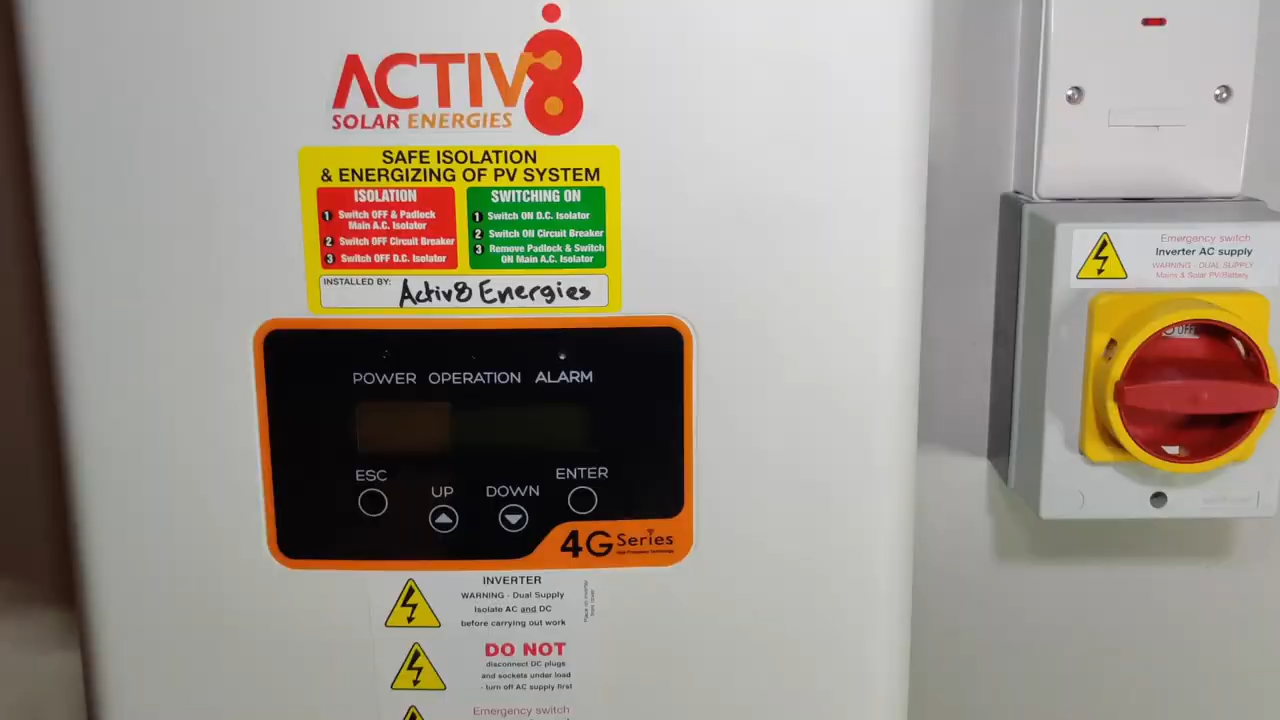 ACTIV8
SOLAR ENERGIES
SAFE ISOLATION
& ENERGIZING OF PV SYSTEM
ISOLATION
1 Switch OFF & Padlock
Main A.C. Isolator
2 Switch OFF Circuit Breaker
3 Switch OFF D.C. Isolator
SWITCHING ON
1 Switch ON D.C. Isolator
2 Switch ON Circuit Breaker
3 Remove Padlock & Switch
ON Main A.C. Isolator
INSTALLED BY: Activ8 Energies
POWER OPERATION ALARM
ESC
UP
DOWN
ENTER
4G Series
INVERTER
WARNING - Dual Supply
Isolate AC and DC
before carrying out work
Place on inverter
front cover
DO NOT
disconnect DC plugs
and sockets under load
- turn off AC supply first
Emergency switch
Emergency switch
Inverter AC supply
WARNING - DUAL SUPPLY
Mains & Solar PV/Battery
OFF